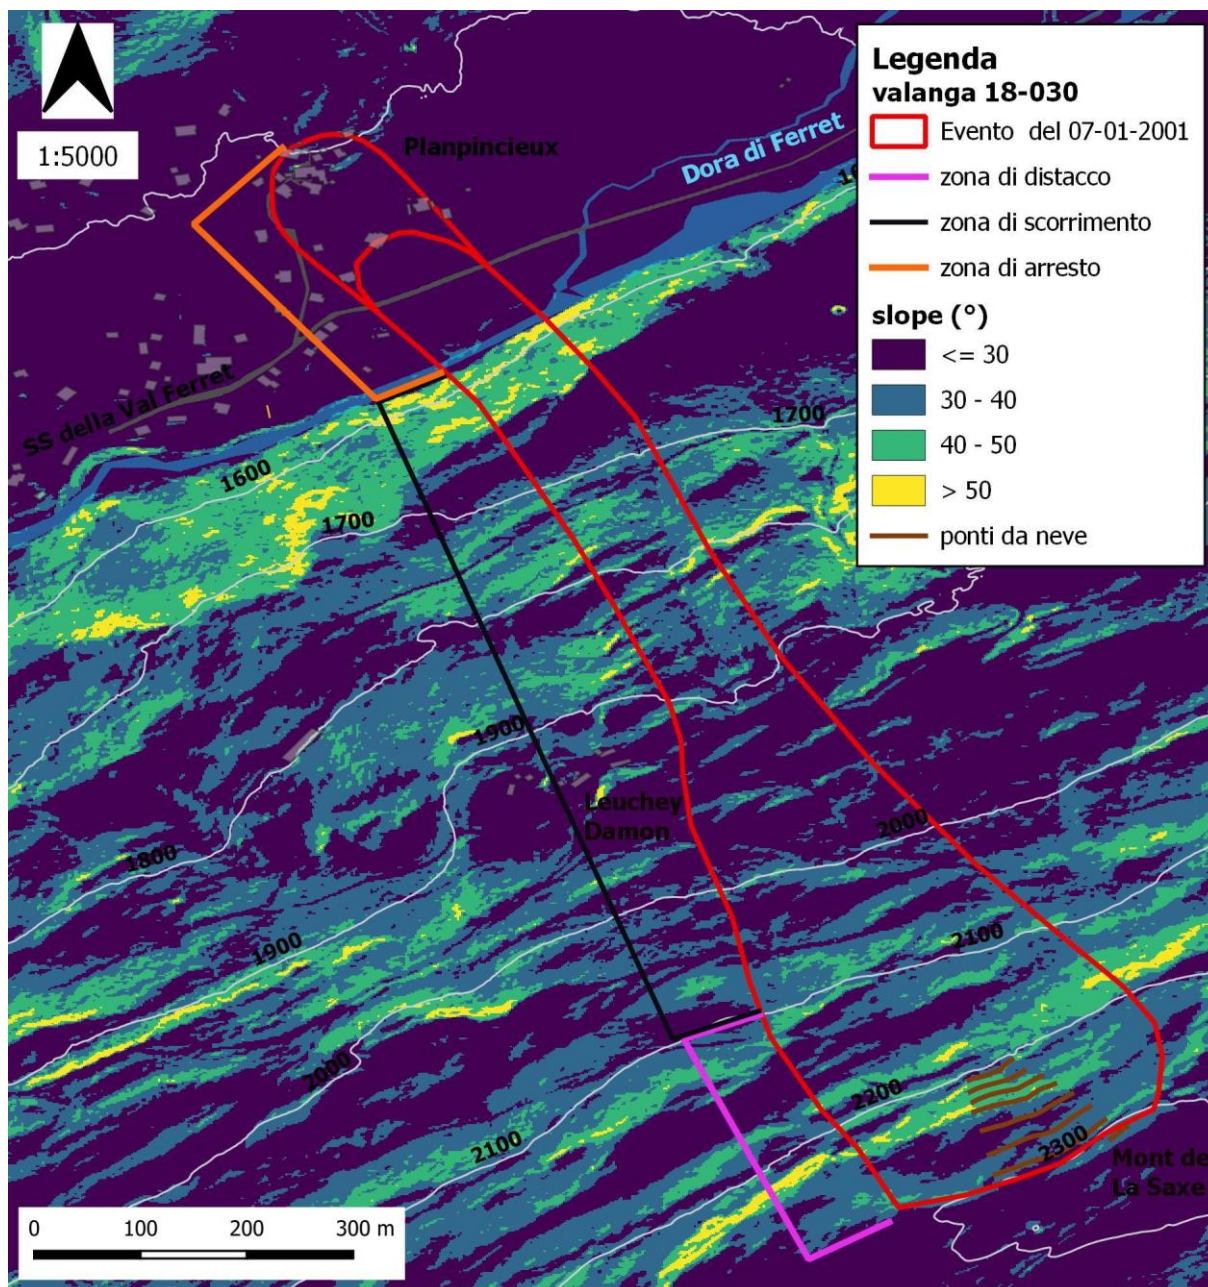 1:5000
Legenda
valanga 18-030
Evento del 07-01-2001
zona di distacco
zona di scorrimento
zona di arresto
slope (°)
<= 30
30 - 40
40 - 50
> 50
ponti da neve
Planpincieux
Dora di Ferret
SS della Val Ferret
1600
1700
1700
1900
Leuchey
Damon
1800
2000
1900
2100
2000
2200
2100
2300
Mont de
La Saxe
0 100 200 300 m